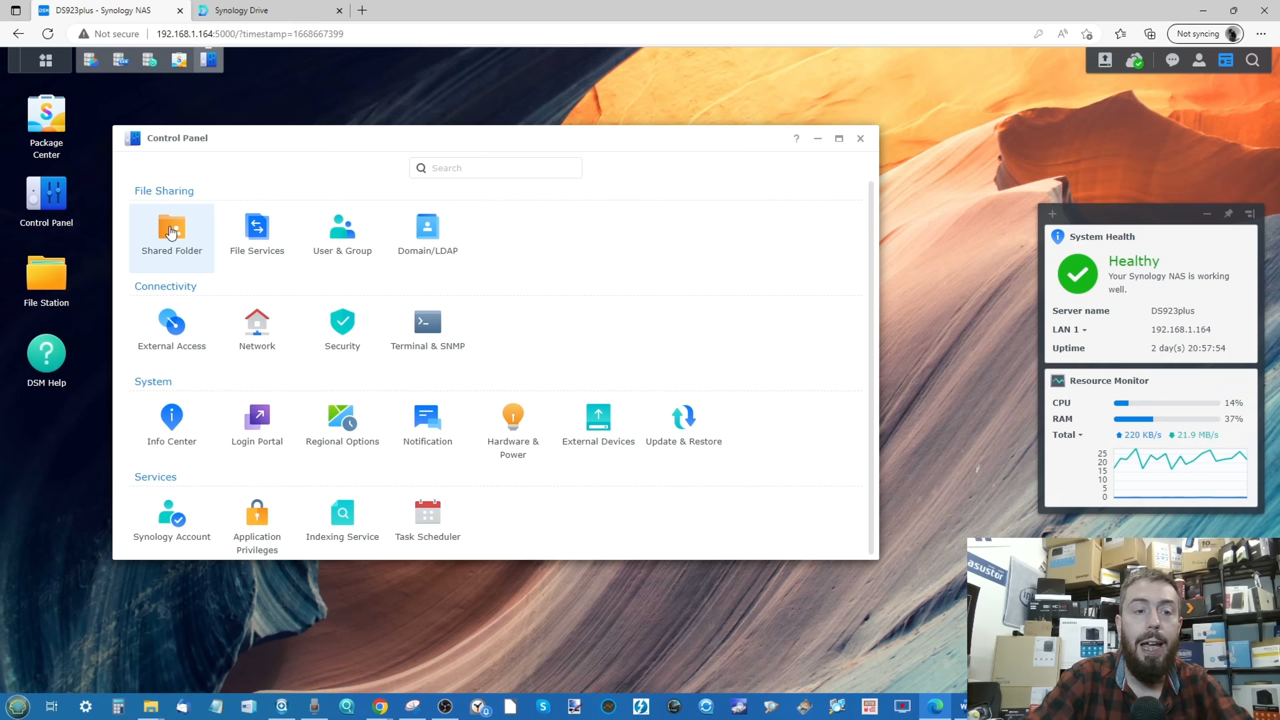 DS923plus - Synology NAS
Synology Drive
Not secure
192.168.1.164:5000/?timestamp=1668667399
Not syncing
Package
Center
Control Panel
File Station
DSM Help
Control Panel
Search
File Sharing
Shared Folder
File Services
User & Group
Domain/LDAP
Connectivity
External Access
Network
Security
Terminal & SNMP
System
Info Center
Login Portal
Regional Options
Notification
Hardware &
Power
External Devices
Update & Restore
Services
Synology Account
Application
Privileges
Indexing Service
Task Scheduler
System Health
Healthy
Your Synology NAS is working
well.
Server name DS923plus
LAN 1 192.168.1.164
Uptime 2 day(s) 20:57:54
Resource Monitor
CPU 14%
RAM 37%
Total 220 KB/s 21.9 MB/s
25
20
15
10
5
0
asustor